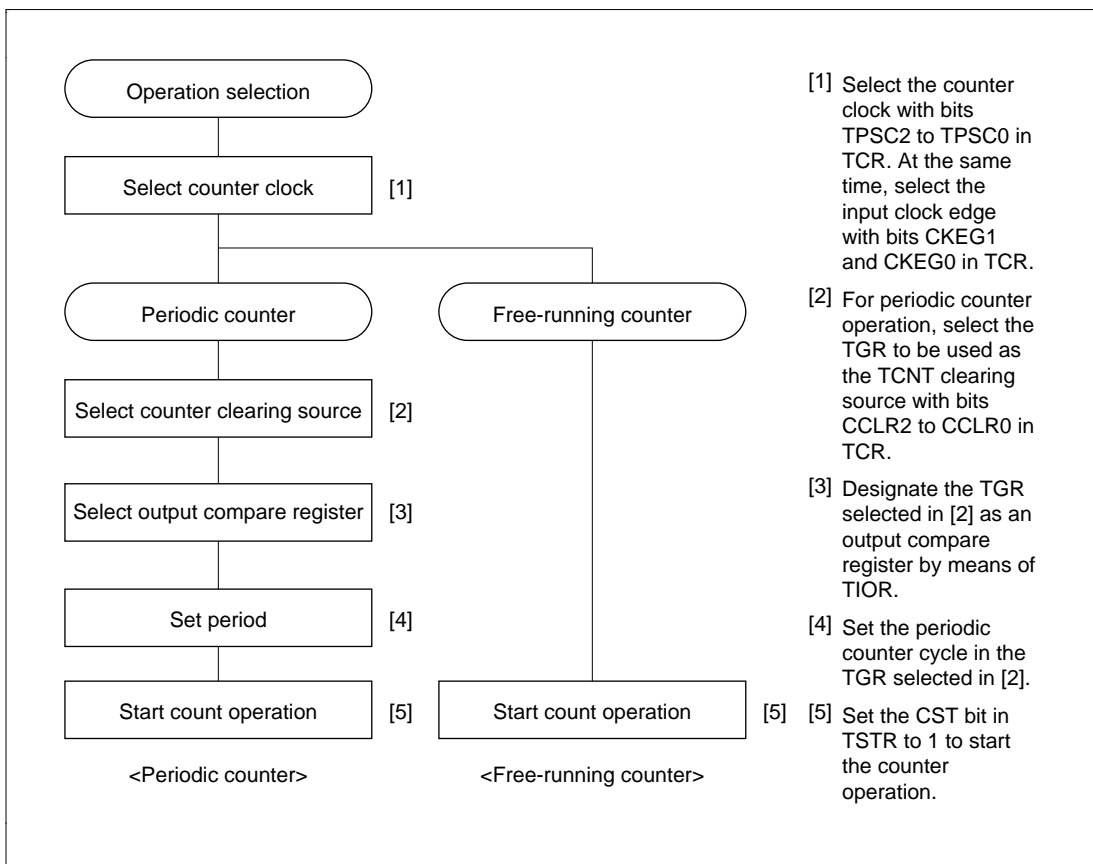 Operation selection
Select counter clock
[1]
Periodic counter
Free-running counter
Select counter clearing source
[2]
Select output compare register
[3]
Set period
[4]
Start count operation
[5]
Start count operation
[5]
<Periodic counter>
<Free-running counter>
[1] Select the counter
clock with bits
TPSC2 to TPSC0 in
TCR. At the same
time, select the
input clock edge
with bits CKEG1
and CKEG0 in TCR.
[2] For periodic counter
operation, select the
TGR to be used as
the TCNT clearing
source with bits
CCLR2 to CCLR0 in
TCR.
[3] Designate the TGR
selected in [2] as an
output compare
register by means of
TIOR.
[4] Set the periodic
counter cycle in the
TGR selected in [2].
[5] Set the CST bit in
TSTR to 1 to start
the counter
operation.